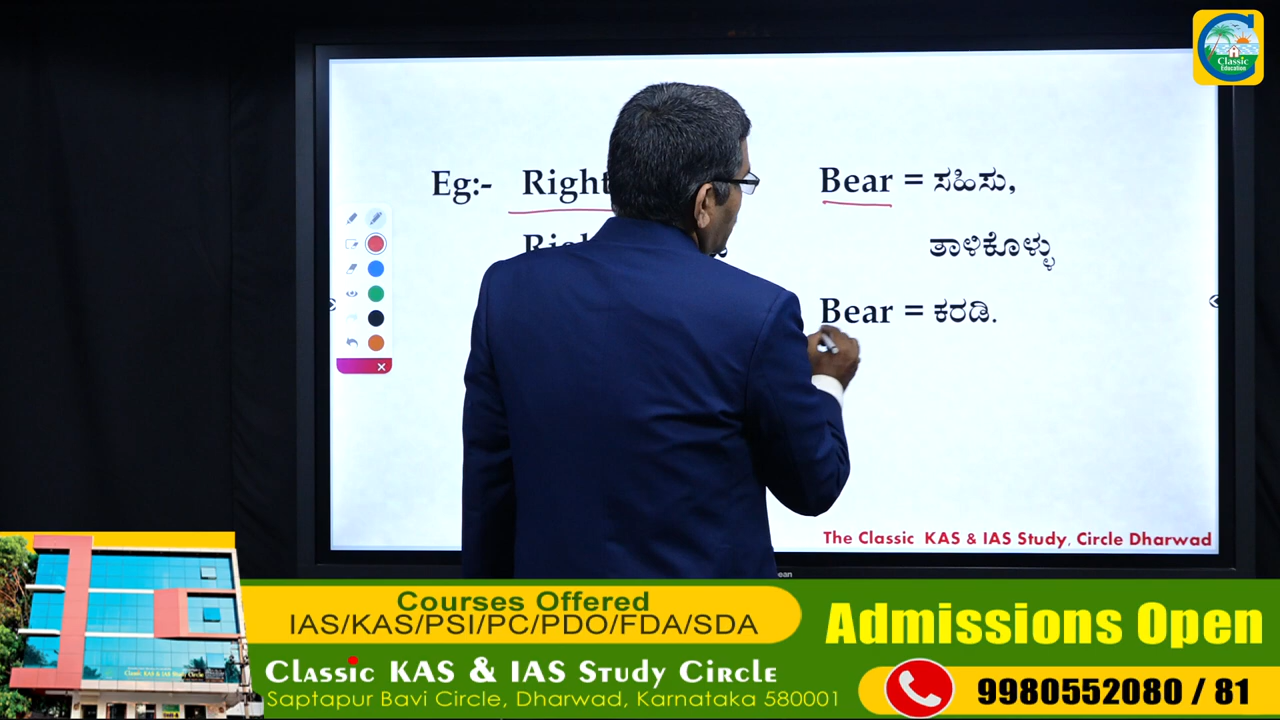 Classic
Education
Eg:- Right
Bear = ಸಹಿಸು,
ತಾಳಿಕೊಳ್ಳು
Bear = ಕರಡಿ.
The Classic KAS & IAS Study, Circle Dharwad
Courses Offered
IAS/KAS/PSI/PC/PDO/FDA/SDA
Admissions Open
Classic KAS & IAS Study Circle
Saptapur Bavi Circle, Dharwad, Karnataka 580001
9980552080 / 81